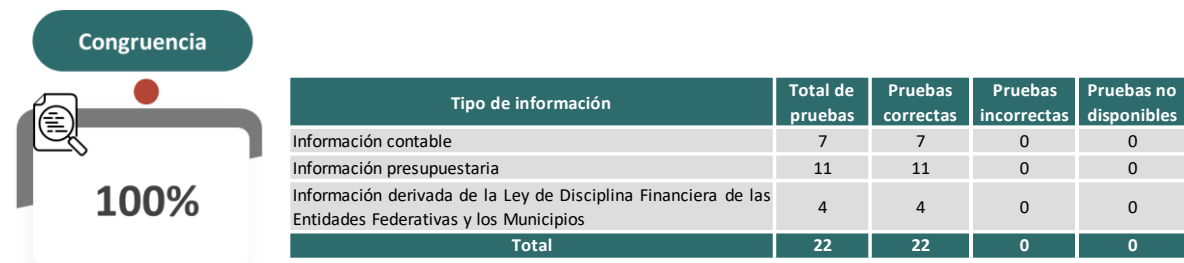 Congruencia
100%
Tipo de información Total de pruebas Pruebas correctas Pruebas incorrectas Pruebas no disponibles
Información contable 7 7 0 0
Información presupuestaria 11 11 0 0
Información derivada de la Ley de Disciplina Financiera de las
Entidades Federativas y los Municipios 4 4 0 0
Total 22 22 0 0